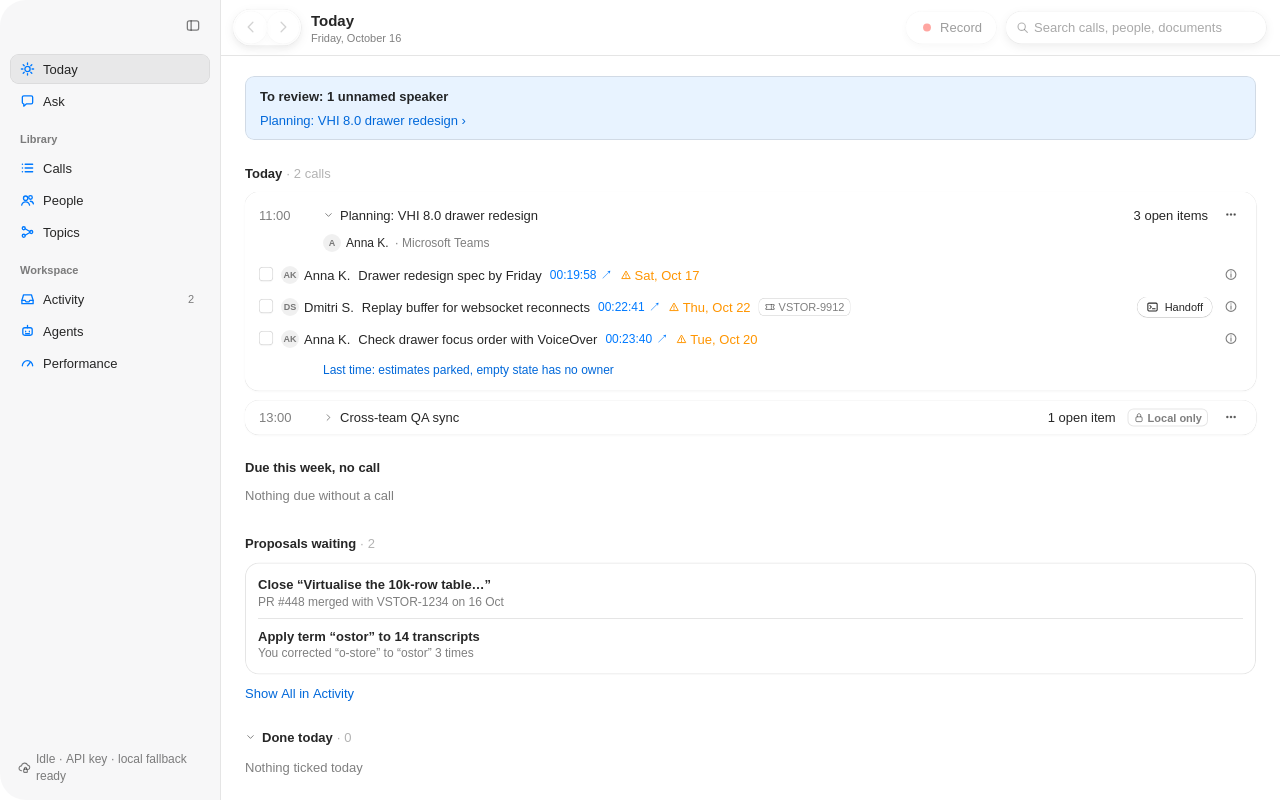 Today
Friday, October 16
Record
Search calls, people, documents
Today
Ask
Library
Calls
People
Topics
Workspace
Activity 2
Agents
Performance
Idle · API key · local fallback
ready
To review: 1 unnamed speaker
Planning: VHI 8.0 drawer redesign ›
Today · 2 calls
11:00 Planning: VHI 8.0 drawer redesign 3 open items
A Anna K. · Microsoft Teams
AK Anna K. Drawer redesign spec by Friday 00:19:58 ↗ Sat, Oct 17
DS Dmitri S. Replay buffer for websocket reconnects 00:22:41 ↗ Thu, Oct 22 VSTOR-9912 Handoff
AK Anna K. Check drawer focus order with VoiceOver 00:23:40 ↗ Tue, Oct 20
Last time: estimates parked, empty state has no owner
13:00 Cross-team QA sync 1 open item Local only
Due this week, no call
Nothing due without a call
Proposals waiting · 2
Close “Virtualise the 10k-row table…”
PR #448 merged with VSTOR-1234 on 16 Oct
Apply term “ostor” to 14 transcripts
You corrected “o-store” to “ostor” 3 times
Show All in Activity
Done today · 0
Nothing ticked today